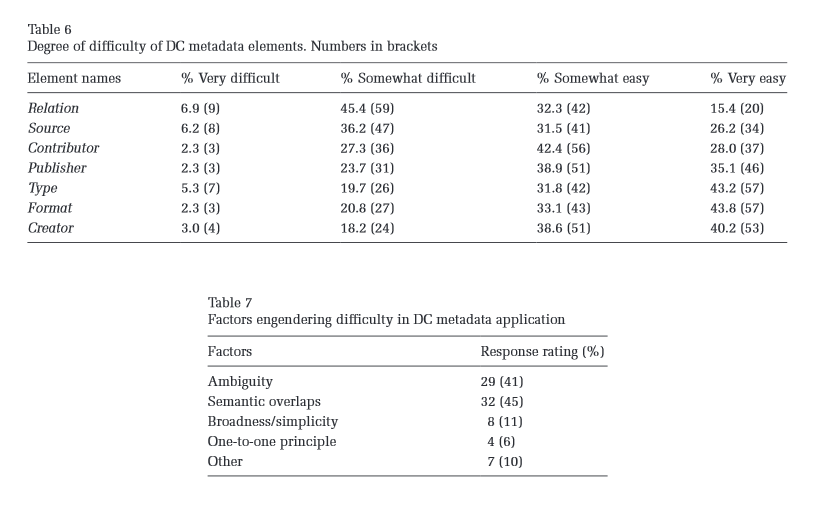 Table 6
Degree of difficulty of DC metadata elements. Numbers in brackets
Element names % Very difficult % Somewhat difficult % Somewhat easy % Very easy
Relation 6.9 (9) 45.4 (59) 32.3 (42) 15.4 (20)
Source 6.2 (8) 36.2 (47) 31.5 (41) 26.2 (34)
Contributor 2.3 (3) 27.3 (36) 42.4 (56) 28.0 (37)
Publisher 2.3 (3) 23.7 (31) 38.9 (51) 35.1 (46)
Type 5.3 (7) 19.7 (26) 31.8 (42) 43.2 (57)
Format 2.3 (3) 20.8 (27) 33.1 (43) 43.8 (57)
Creator 3.0 (4) 18.2 (24) 38.6 (51) 40.2 (53)
Table 7
Factors engendering difficulty in DC metadata application
Factors Response rating (%)
Ambiguity 29 (41)
Semantic overlaps 32 (45)
Broadness/simplicity 8 (11)
One-to-one principle 4 (6)
Other 7 (10)